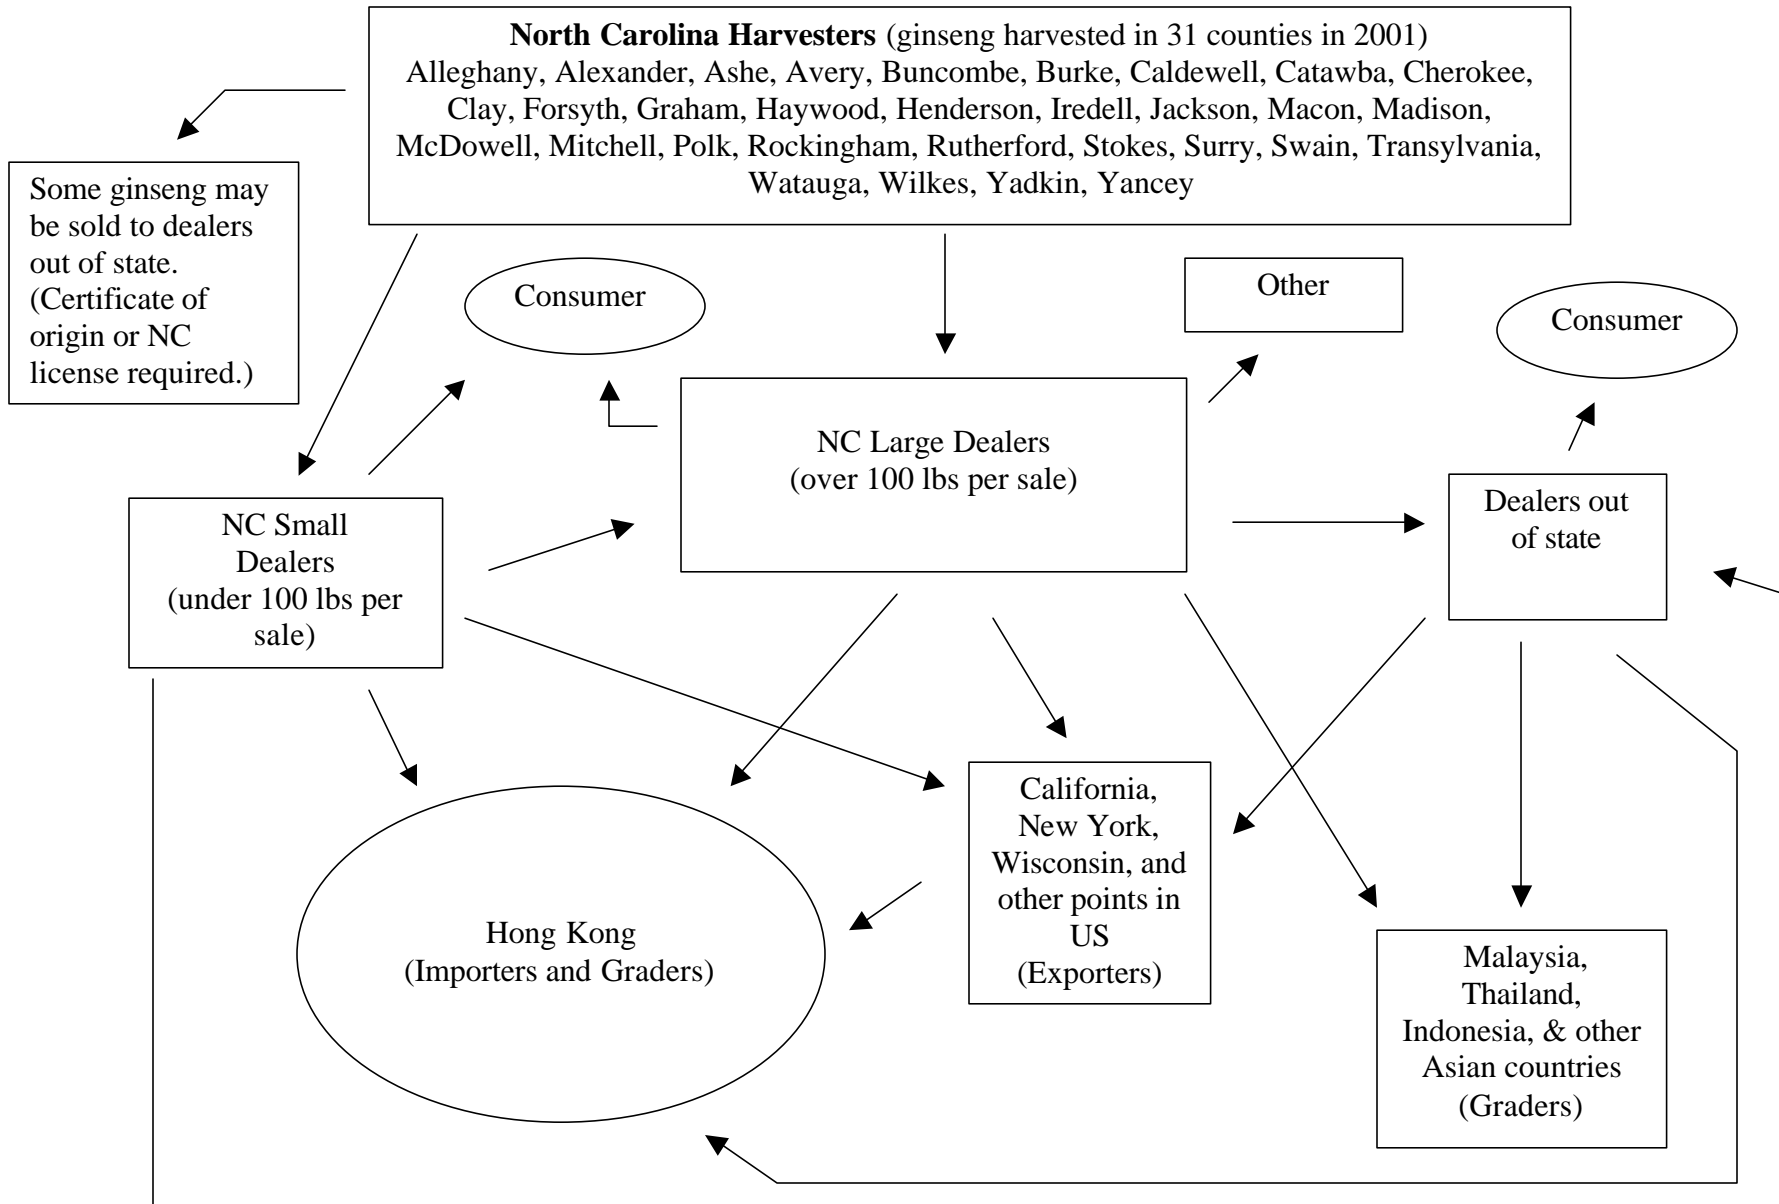 North Carolina Harvesters (ginseng harvested in 31 counties in 2001)
Alleghany, Alexander, Ashe, Avery, Buncombe, Burke, Caldewell, Catawba, Cherokee,
Clay, Forsyth, Graham, Haywood, Henderson, Iredell, Jackson, Macon, Madison,
McDowell, Mitchell, Polk, Rockingham, Rutherford, Stokes, Surry, Swain, Transylvania,
Watauga, Wilkes, Yadkin, Yancey
Some ginseng may
be sold to dealers
out of state.
(Certificate of
origin or NC
license required.)
Consumer
Other
Consumer
NC Large Dealers
(over 100 lbs per sale)
Dealers out
of state
NC Small
Dealers
(under 100 lbs per
sale)
California,
New York,
Wisconsin, and
other points in
US
(Exporters)
Hong Kong
(Importers and Graders)
Malaysia,
Thailand,
Indonesia, & other
Asian countries
(Graders)